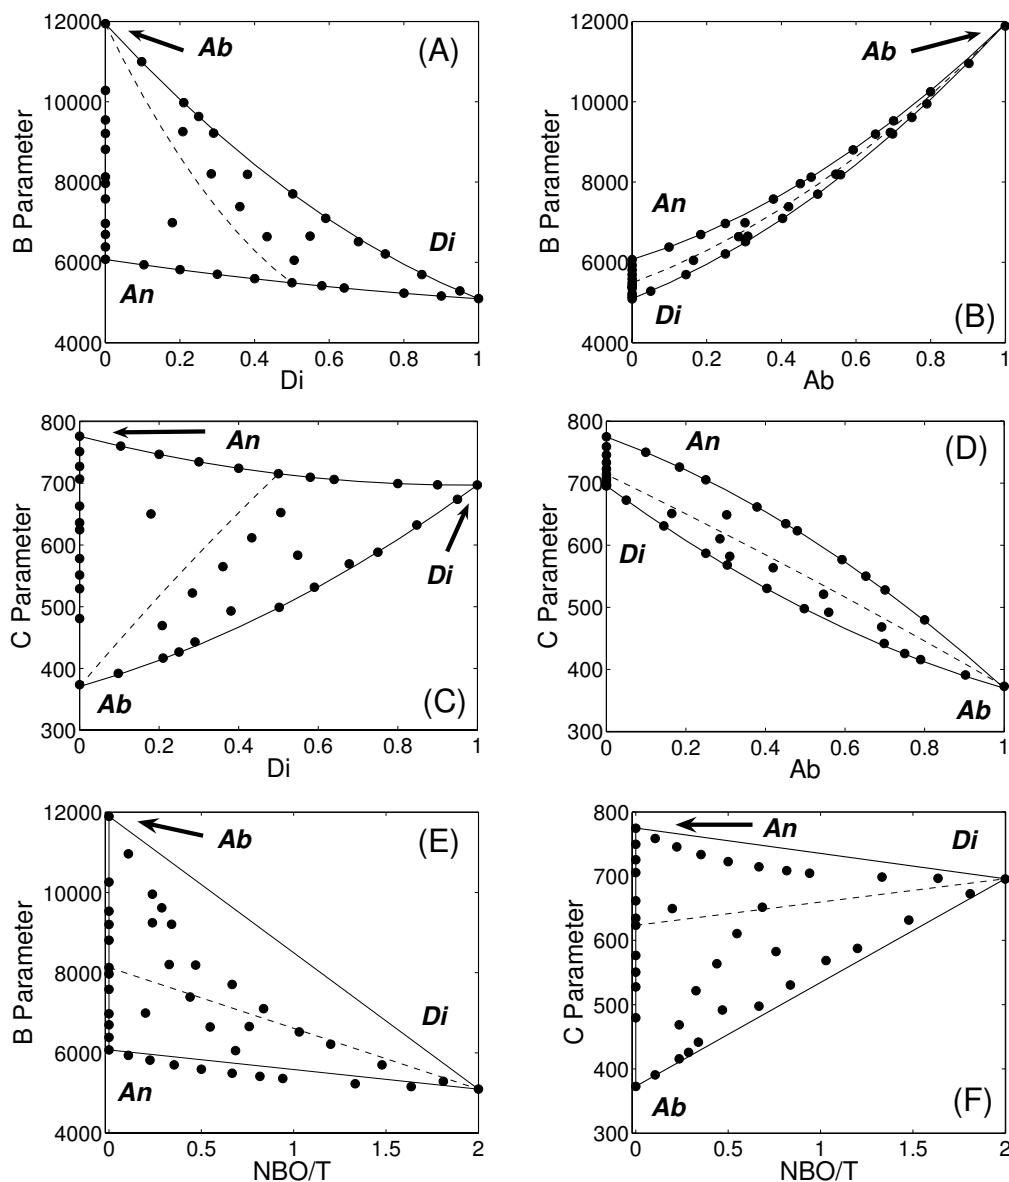 12000
10000
8000
6000
4000
B Parameter
Ab
(A)
Di
An
0 0.2 0.4 0.6 0.8 1
Di
12000
10000
8000
6000
4000
B Parameter
Ab
An
Di
(B)
0 0.2 0.4 0.6 0.8 1
Ab
800
700
600
500
400
300
C Parameter
An
Di
Ab
(C)
0 0.2 0.4 0.6 0.8 1
Di
800
700
600
500
400
300
C Parameter
An
(D)
Di
Ab
0 0.2 0.4 0.6 0.8 1
Ab
12000
10000
8000
6000
4000
B Parameter
Ab
(E)
Di
An
0 0.5 1 1.5 2
NBO/T
800
700
600
500
400
300
C Parameter
An
Di
Ab
(F)
0 0.5 1 1.5 2
NBO/T